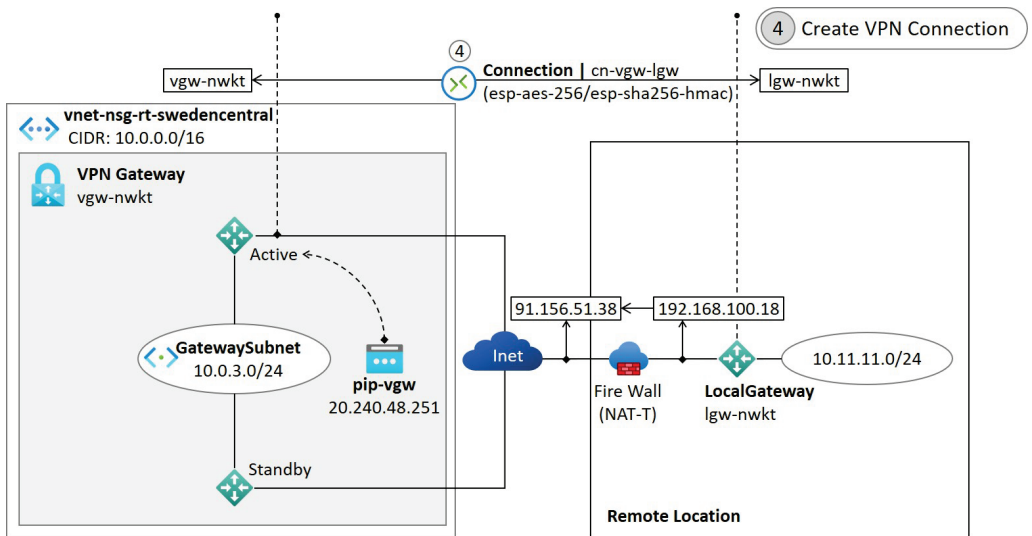 4 Create VPN Connection
4
Connection | cn-vgw-lgw
(esp-aes-256/esp-sha256-hmac)
vgw-nwkt
lgw-nwkt
vnet-nsg-rt-swedencentral
CIDR: 10.0.0.0/16
VPN Gateway
vgw-nwkt
Active
GatewaySubnet
10.0.3.0/24
pip-vgw
20.240.48.251
Standby
Inet
91.156.51.38
192.168.100.18
Fire Wall
(NAT-T)
LocalGateway
lgw-nwkt
10.11.11.0/24
Remote Location